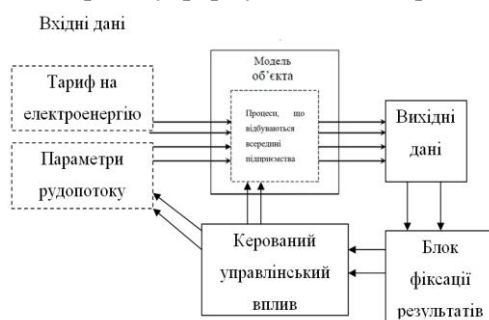 Вхідні дані
Тариф на
електроенергію
Параметри
рудопотоку
Модель
об’єкта
Процеси, що
відбуваються
всередині
підприємства
Вихідні
дані
Керований
управлінський
вплив
Блок
фіксації
результатів